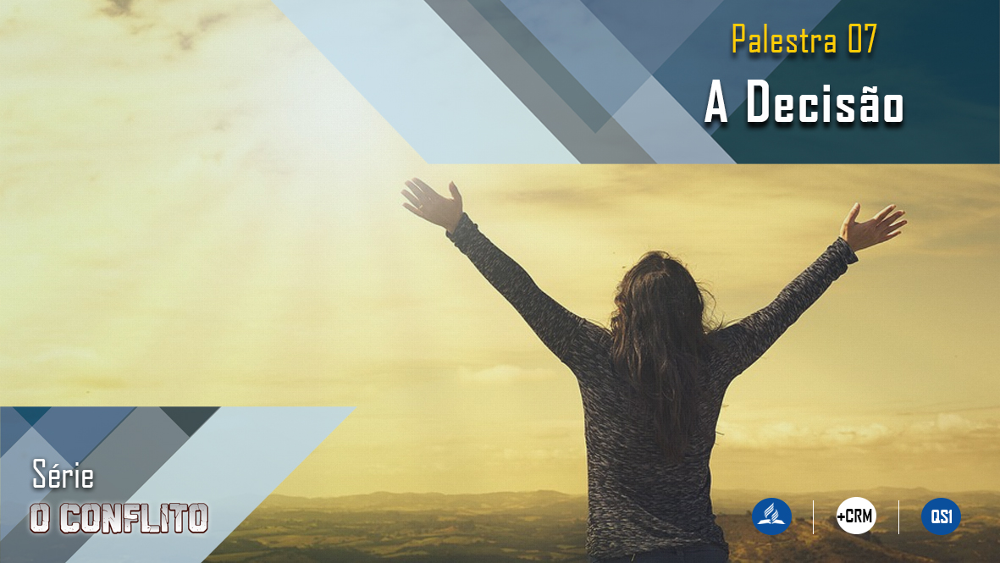 Palestra 07
A Decisão
Série
O CONFLITO
+CRM
QS1